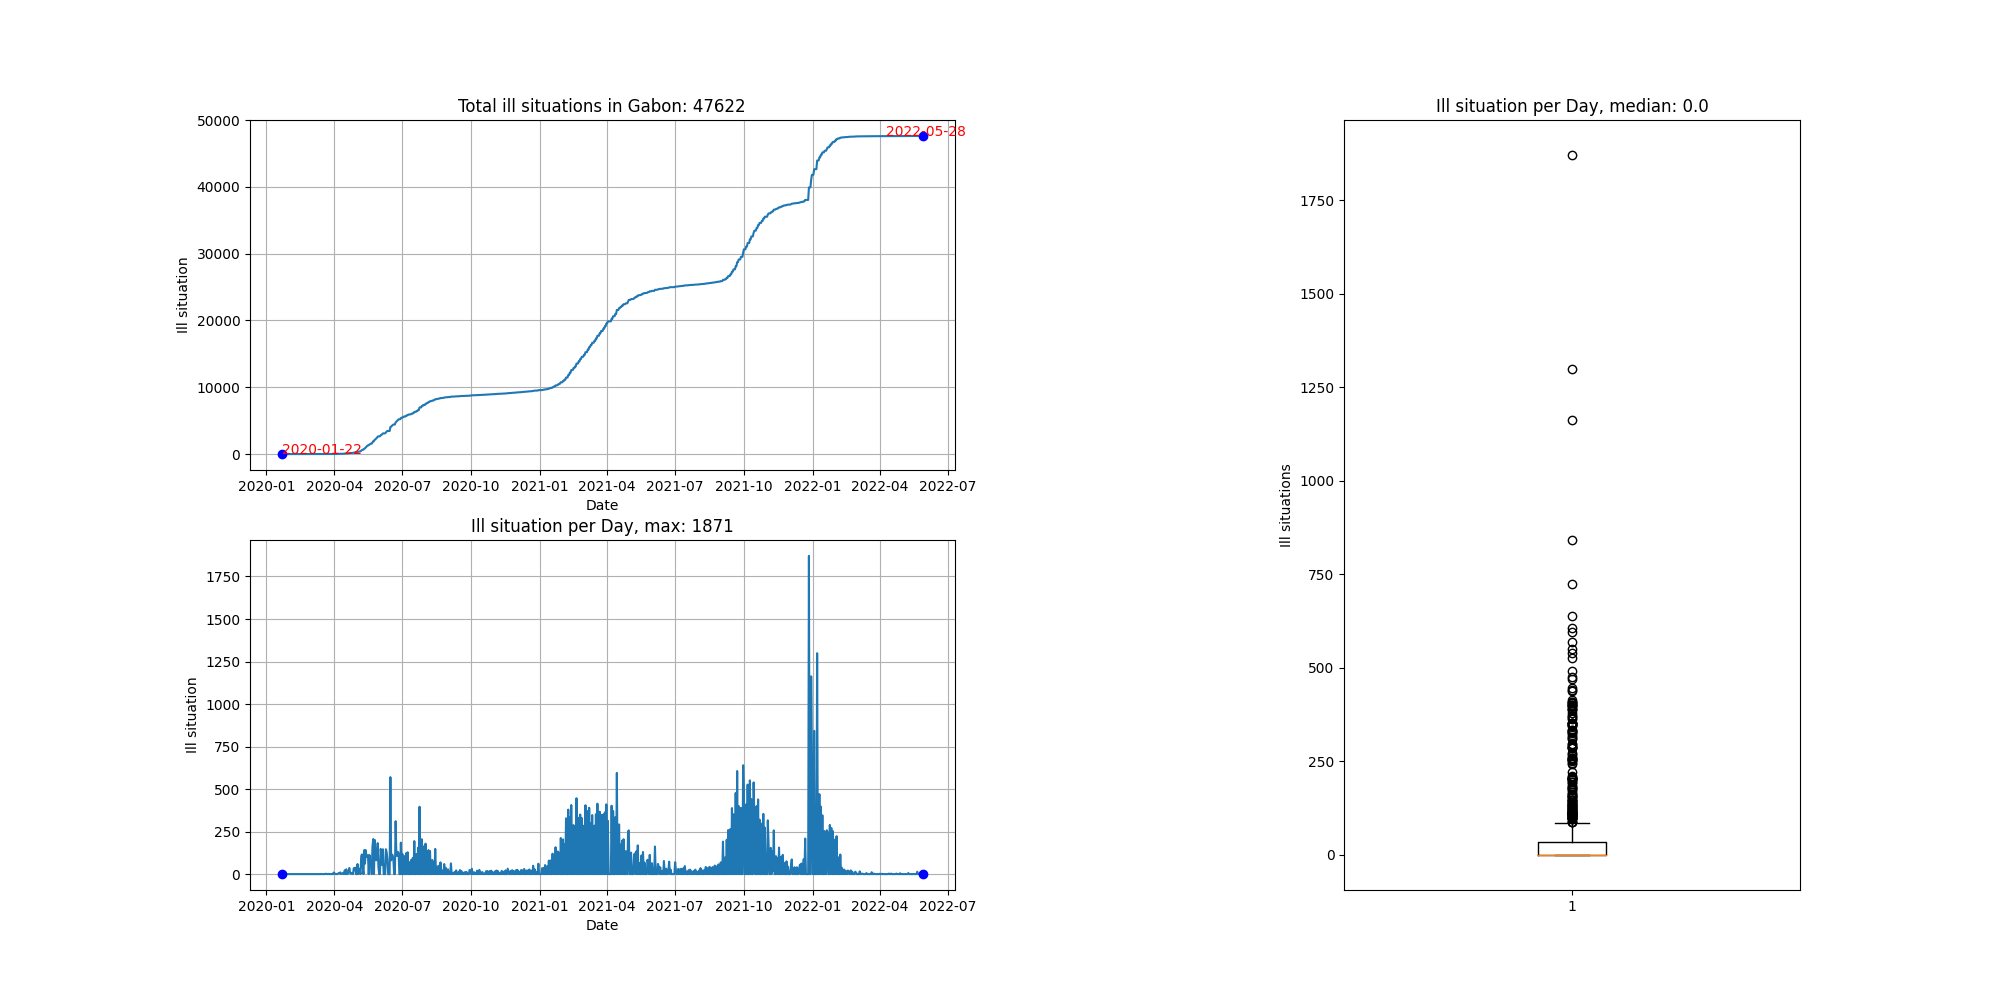 Total ill situations in Gabon: 47622
50000
40000
30000
20000
10000
0
Ill situation
2020-01-22
2022-05-28
2020-01 2020-04 2020-07 2020-10 2021-01 2021-04 2021-07 2021-10 2022-01 2022-04 2022-07
Date
Ill situation per Day, max: 1871
1750
1500
1250
1000
750
500
250
0
Ill situation
2020-01 2020-04 2020-07 2020-10 2021-01 2021-04 2021-07 2021-10 2022-01 2022-04 2022-07
Date
Ill situation per Day, median: 0.0
1750
1500
1250
1000
750
500
250
0
Ill situations
1